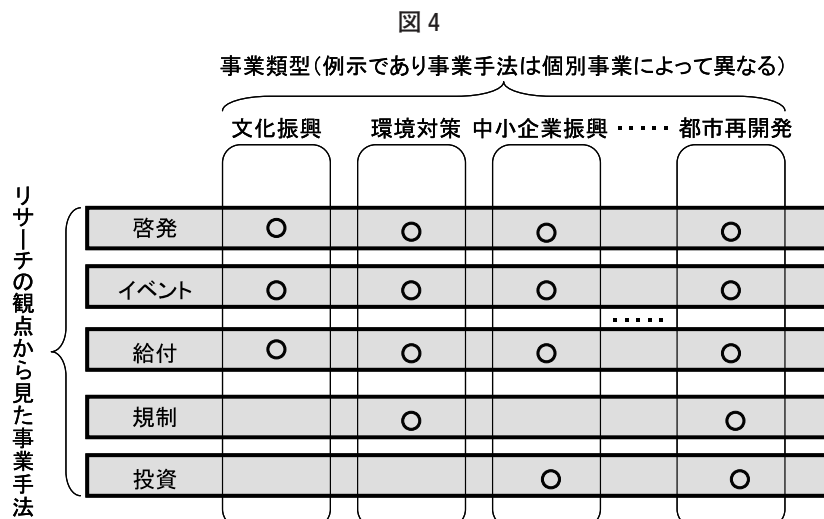 図 4
事業類型(例示であり事業手法は個別事業によって異なる)
文化振興 環境対策 中小企業振興 ‥‥‥ 都市再開発
リサーチの観点から見た事業手法
啓発 ○ ○ ○ ○
イベント ○ ○ ○ ○
‥‥‥
給付 ○ ○ ○ ○
規制 ○ ○
投資 ○ ○